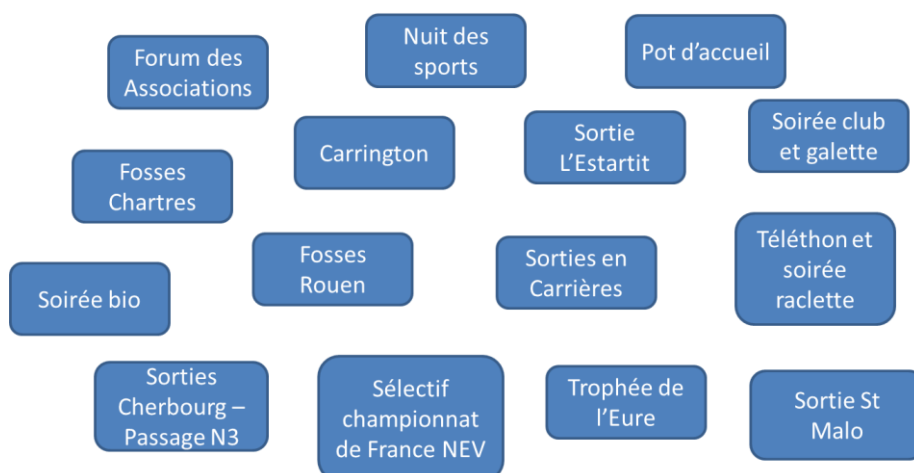 Forum des
Associations
Nuit des
sports
Pot d’accueil
Fosses
Chartres
Carrington
Sortie
L’Estartit
Soirée club
et galette
Soirée bio
Fosses
Rouen
Sorties en
Carrières
Téléthon et
soirée
raclette
Sorties
Cherbourg –
Passage N3
Sélectif
championnat
de France NEV
Trophée de
l’Eure
Sortie St
Malo